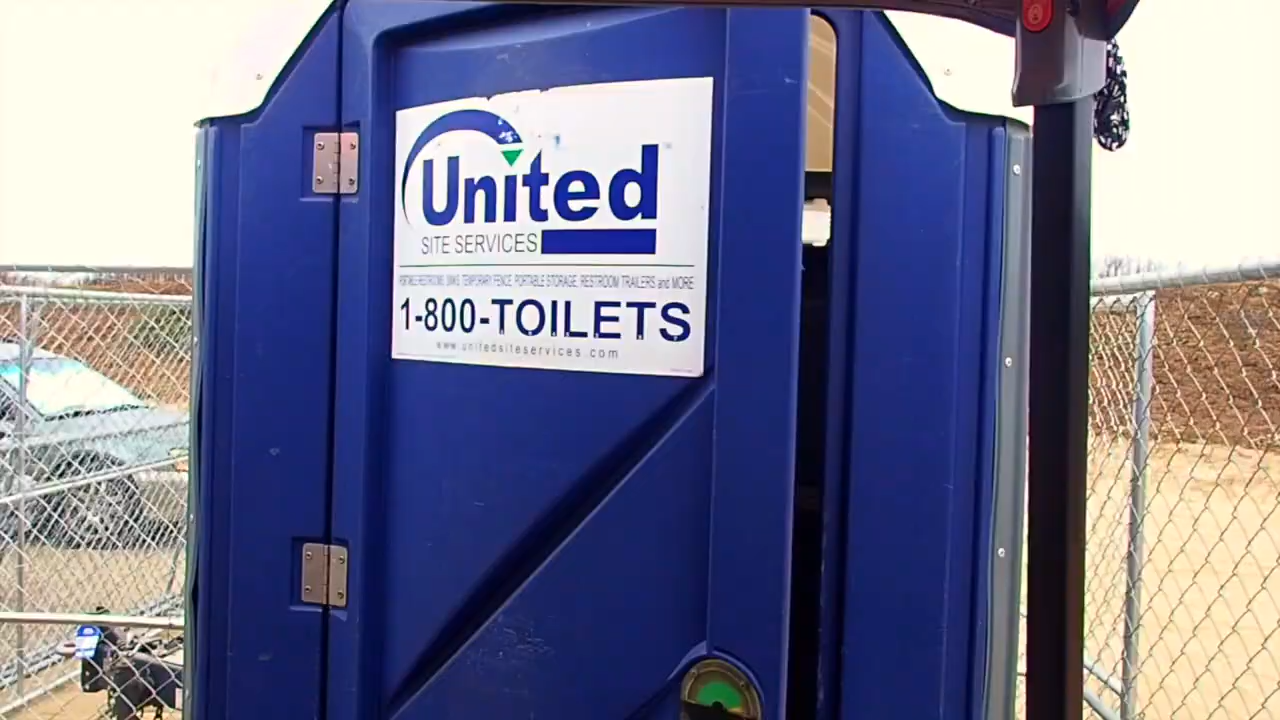 United
SITE SERVICES
PORTABLE RESTROOMS, SINKS, TEMPORARY FENCE, PORTABLE STORAGE, RESTROOM TRAILERS and MORE
1-800-TOILETS
www.unitedsiteservices.com